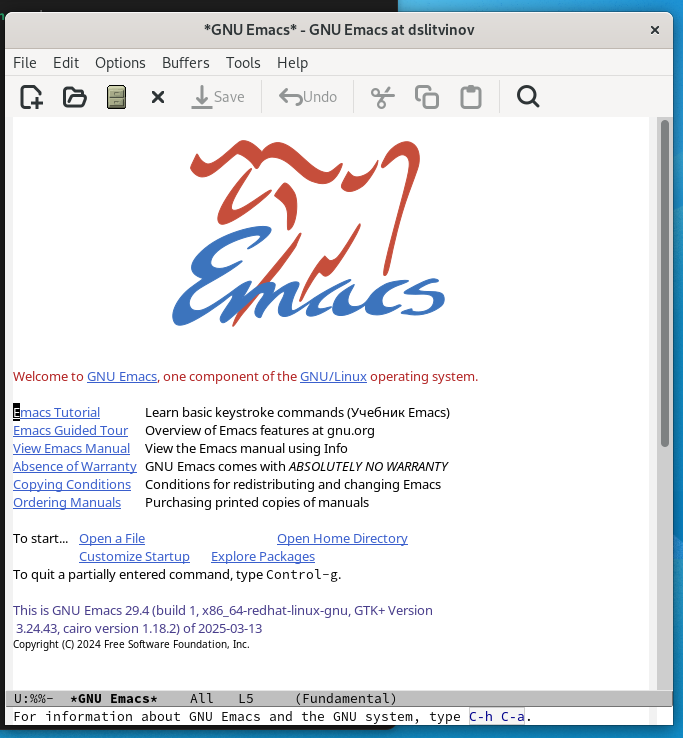 *GNU Emacs* - GNU Emacs at dslitvinov
File Edit Options Buffers Tools Help
Save Undo
Emacs
Welcome to GNU Emacs, one component of the GNU/Linux operating system.
Emacs Tutorial Learn basic keystroke commands (Учебник Emacs)
Emacs Guided Tour Overview of Emacs features at gnu.org
View Emacs Manual View the Emacs manual using Info
Absence of Warranty GNU Emacs comes with ABSOLUTELY NO WARRANTY
Copying Conditions Conditions for redistributing and changing Emacs
Ordering Manuals Purchasing printed copies of manuals
To start... Open a File Open Home Directory
Customize Startup Explore Packages
To quit a partially entered command, type Control-g.
This is GNU Emacs 29.4 (build 1, x86_64-redhat-linux-gnu, GTK+ Version
3.24.43, cairo version 1.18.2) of 2025-03-13
Copyright (C) 2024 Free Software Foundation, Inc.
U:%%- *GNU Emacs* All L5 (Fundamental)
For information about GNU Emacs and the GNU system, type C-h C-a.